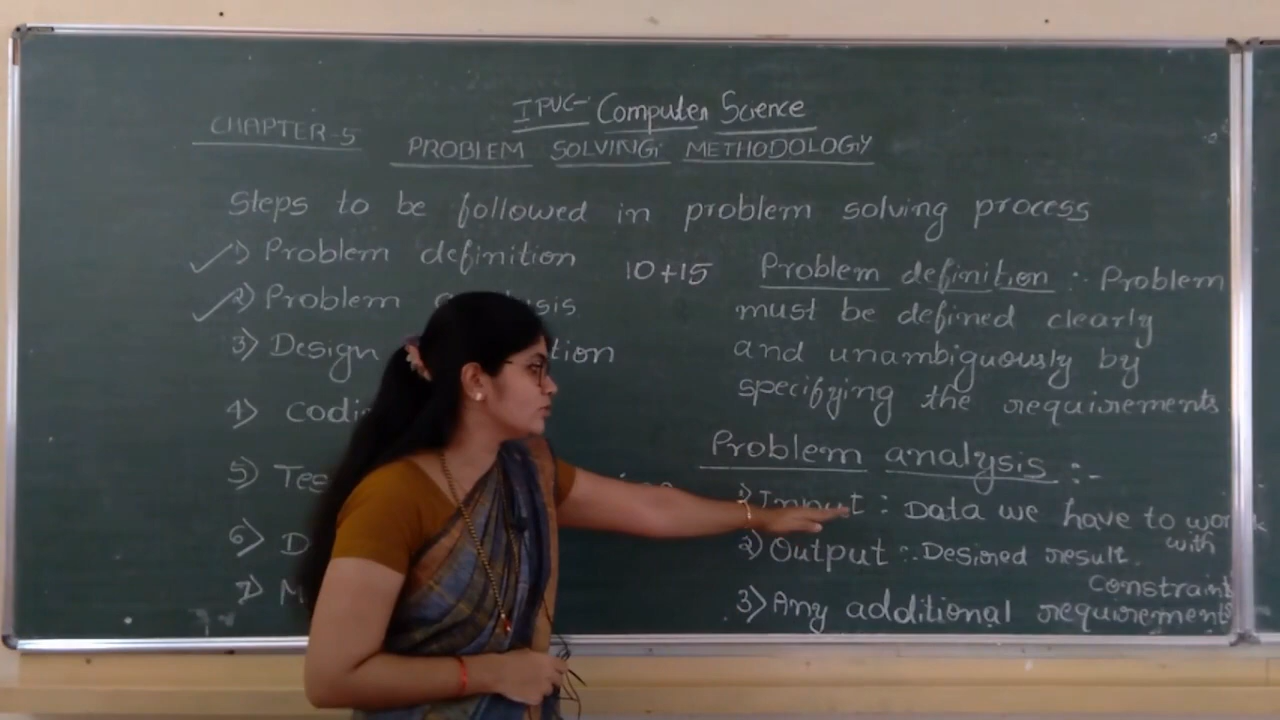 I PUC- Computer Science
CHAPTER-5
PROBLEM SOLVING METHODOLOGY
Steps to be followed in problem solving process
1) Problem definition
2) Problem
3) Design
4)
5)
6)
7)
10+15
Problem definition : Problem
must be defined clearly
and unambiguously by
specifying the requirements
Problem analysis :-
1) Input : Data we have to work
with
2) Output : Desired result.
constraint
3) Any additional requirements